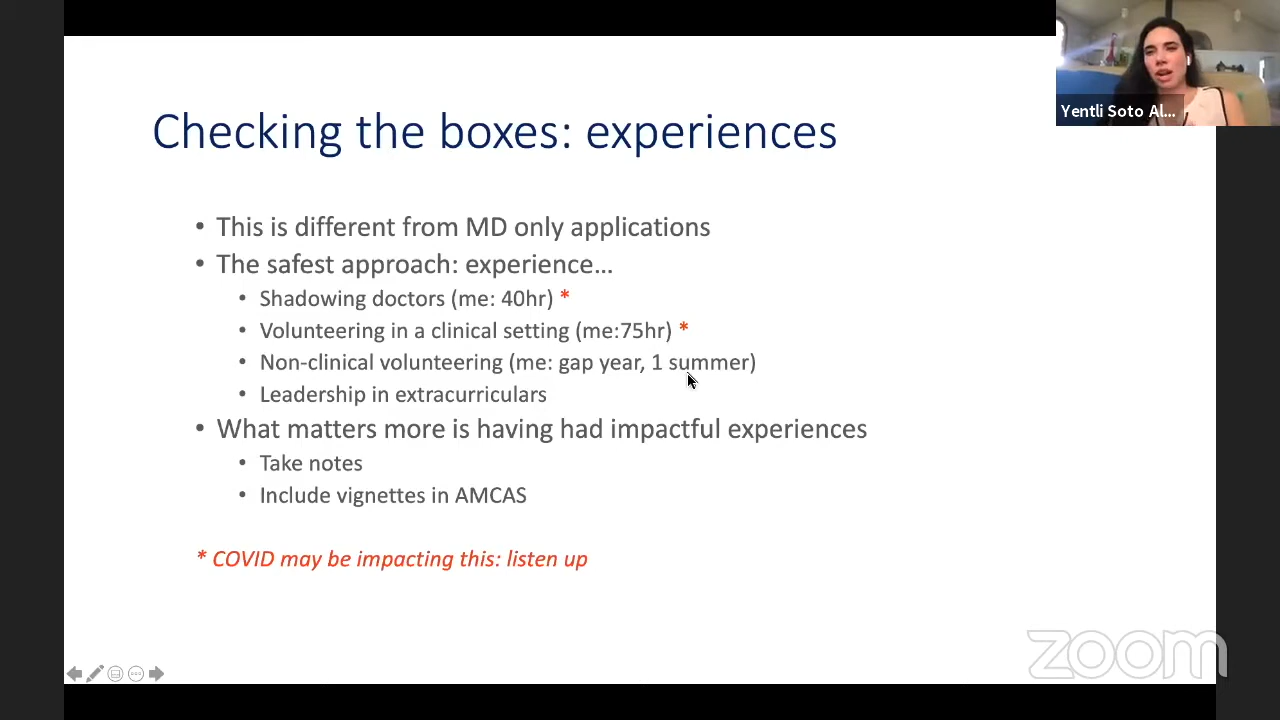 Yentli Soto Al...
Checking the boxes: experiences
• This is different from MD only applications
• The safest approach: experience...
• Shadowing doctors (me: 40hr) *
• Volunteering in a clinical setting (me:75hr) *
• Non-clinical volunteering (me: gap year, 1 summer)
• Leadership in extracurriculars
• What matters more is having had impactful experiences
• Take notes
• Include vignettes in AMCAS
* COVID may be impacting this: listen up
zoom